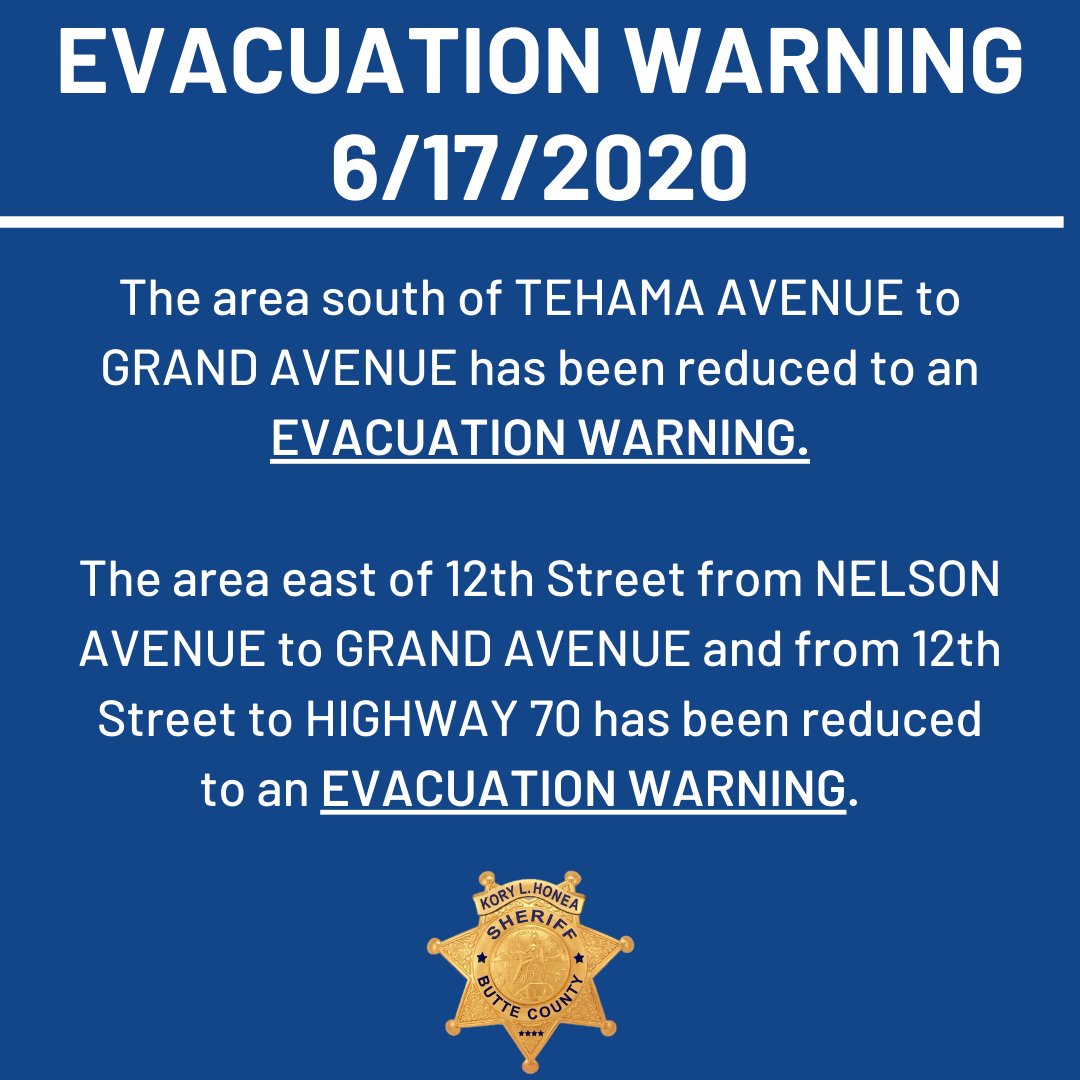 EVACUATION WARNING
6/17/2020
The area south of TEHAMA AVENUE to
GRAND AVENUE has been reduced to an
EVACUATION WARNING.
The area east of 12th Street from NELSON
AVENUE to GRAND AVENUE and from 12th
Street to HIGHWAY 70 has been reduced
to an EVACUATION WARNING.
KORY L. HONEA
SHERIFF
BUTTE COUNTY